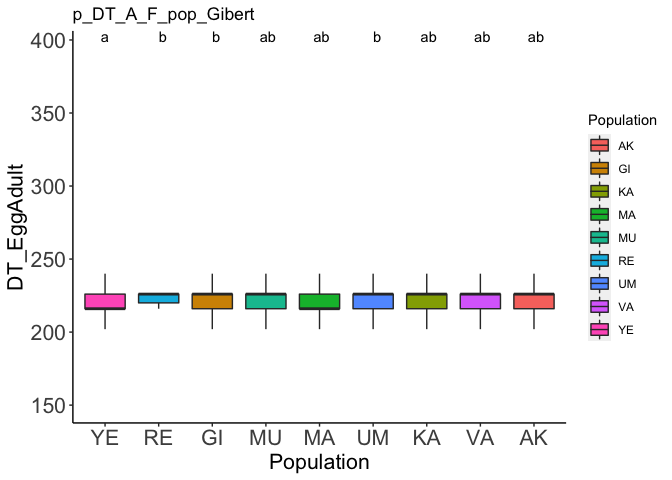 p_DT_A_F_pop_Gibert
400
a b b ab ab b ab ab ab
350
300
250
200
150
DT_EggAdult
YE RE GI MU MA UM KA VA AK
Population
Population
AK
GI
KA
MA
MU
RE
UM
VA
YE